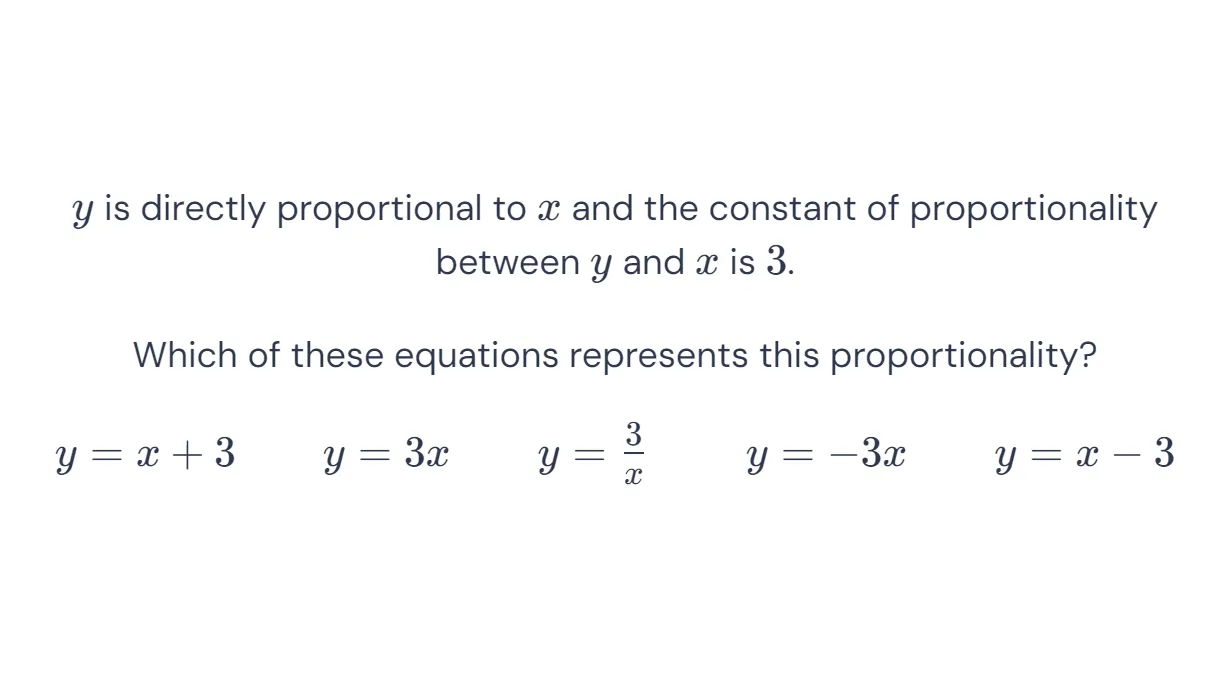 y is directly proportional to x and the constant of proportionality
between y and x is 3.
Which of these equations represents this proportionality?
y = x + 3 y = 3x y = 3/x y = −3x y = x − 3